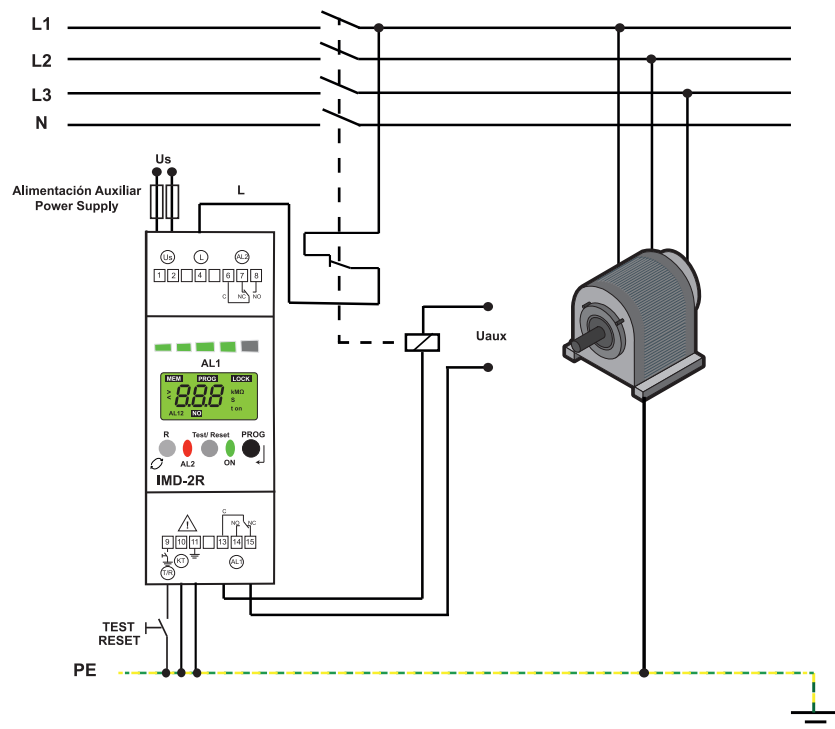 L1
L2
L3
N
Us
Alimentación Auxiliar
Power Supply
L
Us
L
AL2
1
2
4
6
7
8
C
NC
NO
AL1
MEM
PROG
LOCK
8.8.8
kMΩ
S
t on
AL12
NO
R
Test/ Reset
PROG
AL2
ON
IMD-2R
Uaux
C
NO
NC
9
10
11
13
14
15
T/R
KT
AL1
TEST
RESET
PE